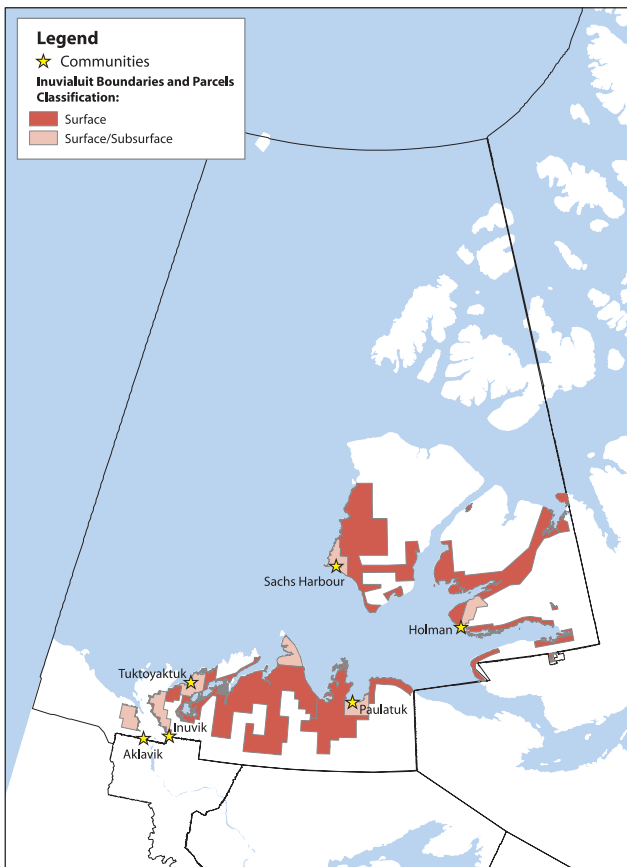 Legend
Communities
Inuvialuit Boundaries and Parcels
Classification:
Surface
Surface/Subsurface
Sachs Harbour
Holman
Tuktoyaktuk
Paulatuk
Inuvik
Aklavik